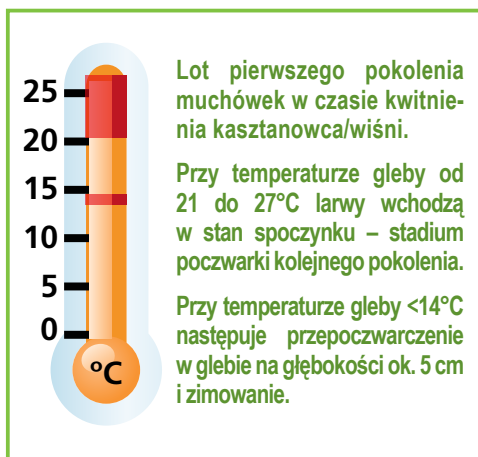 25
20
15
10
5
0
°C
Lot pierwszego pokolenia
muchówek w czasie kwitnie-
nia kasztanowca/wiśni.
Przy temperaturze gleby od
21 do 27°C larwy wchodzą
w stan spoczynku – stadium
poczwarki kolejnego pokolenia.
Przy temperaturze gleby <14°C
następuje przepoczwarczenie
w glebie na głębokości ok. 5 cm
i zimowanie.